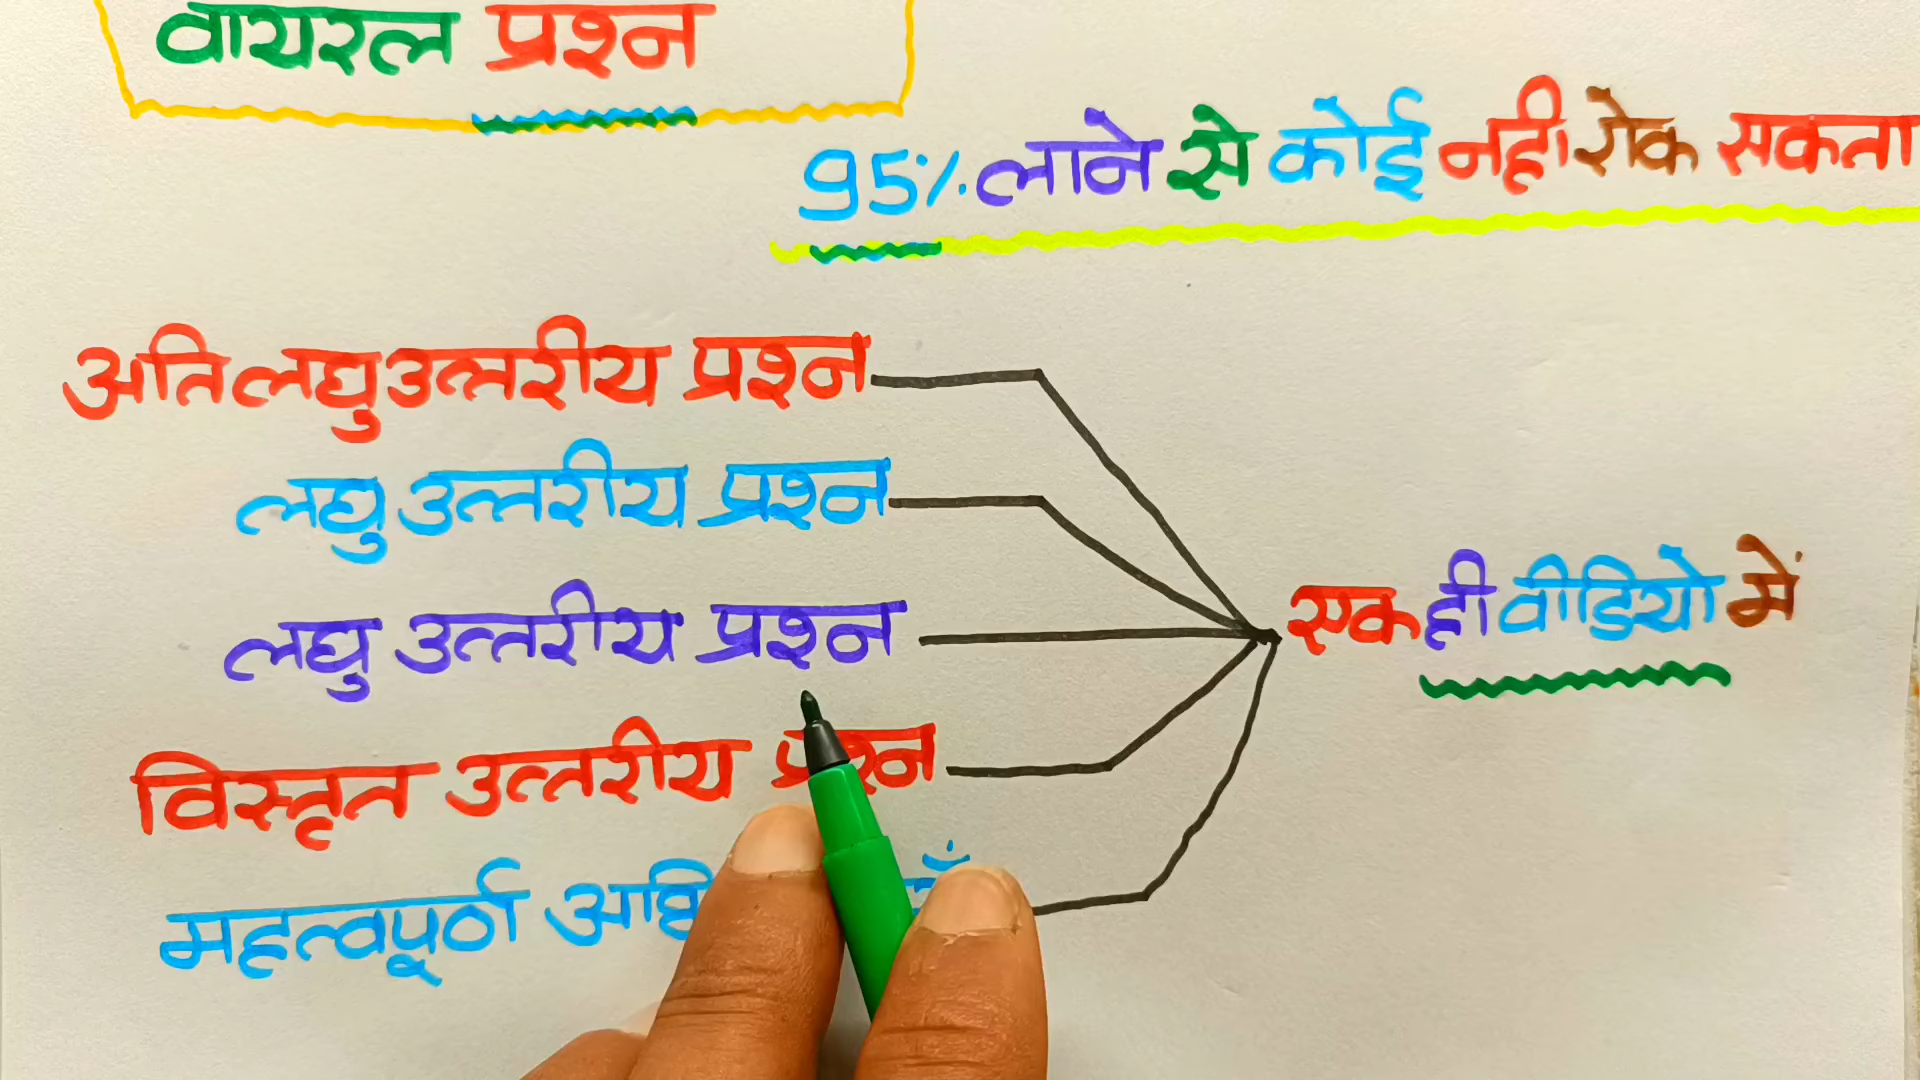 वायरल प्रश्न
95% लाने से कोई नही रोक सकता
अति लघु उत्तरीय प्रश्न
लघु उत्तरीय प्रश्न
लघु उत्तरीय प्रश्न
एक ही वीडियो में
विस्तृत उत्तरीय प्रश्न
महत्वपूर्ण